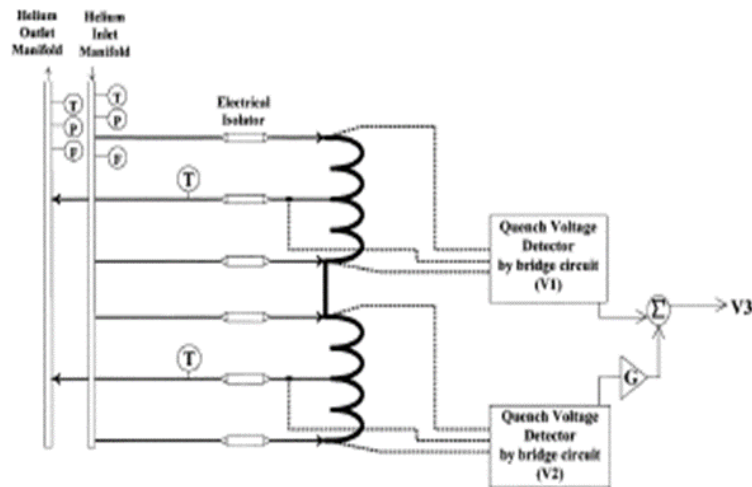 Helium
Outlet
Manifold
Helium
Inlet
Manifold
T
P
F
T
P
F
Electrical
Isolator
T
T
Quench Voltage
Detector
by bridge circuit
(V1)
Σ
V3
G
Quench Voltage
Detector
by bridge circuit
(V2)